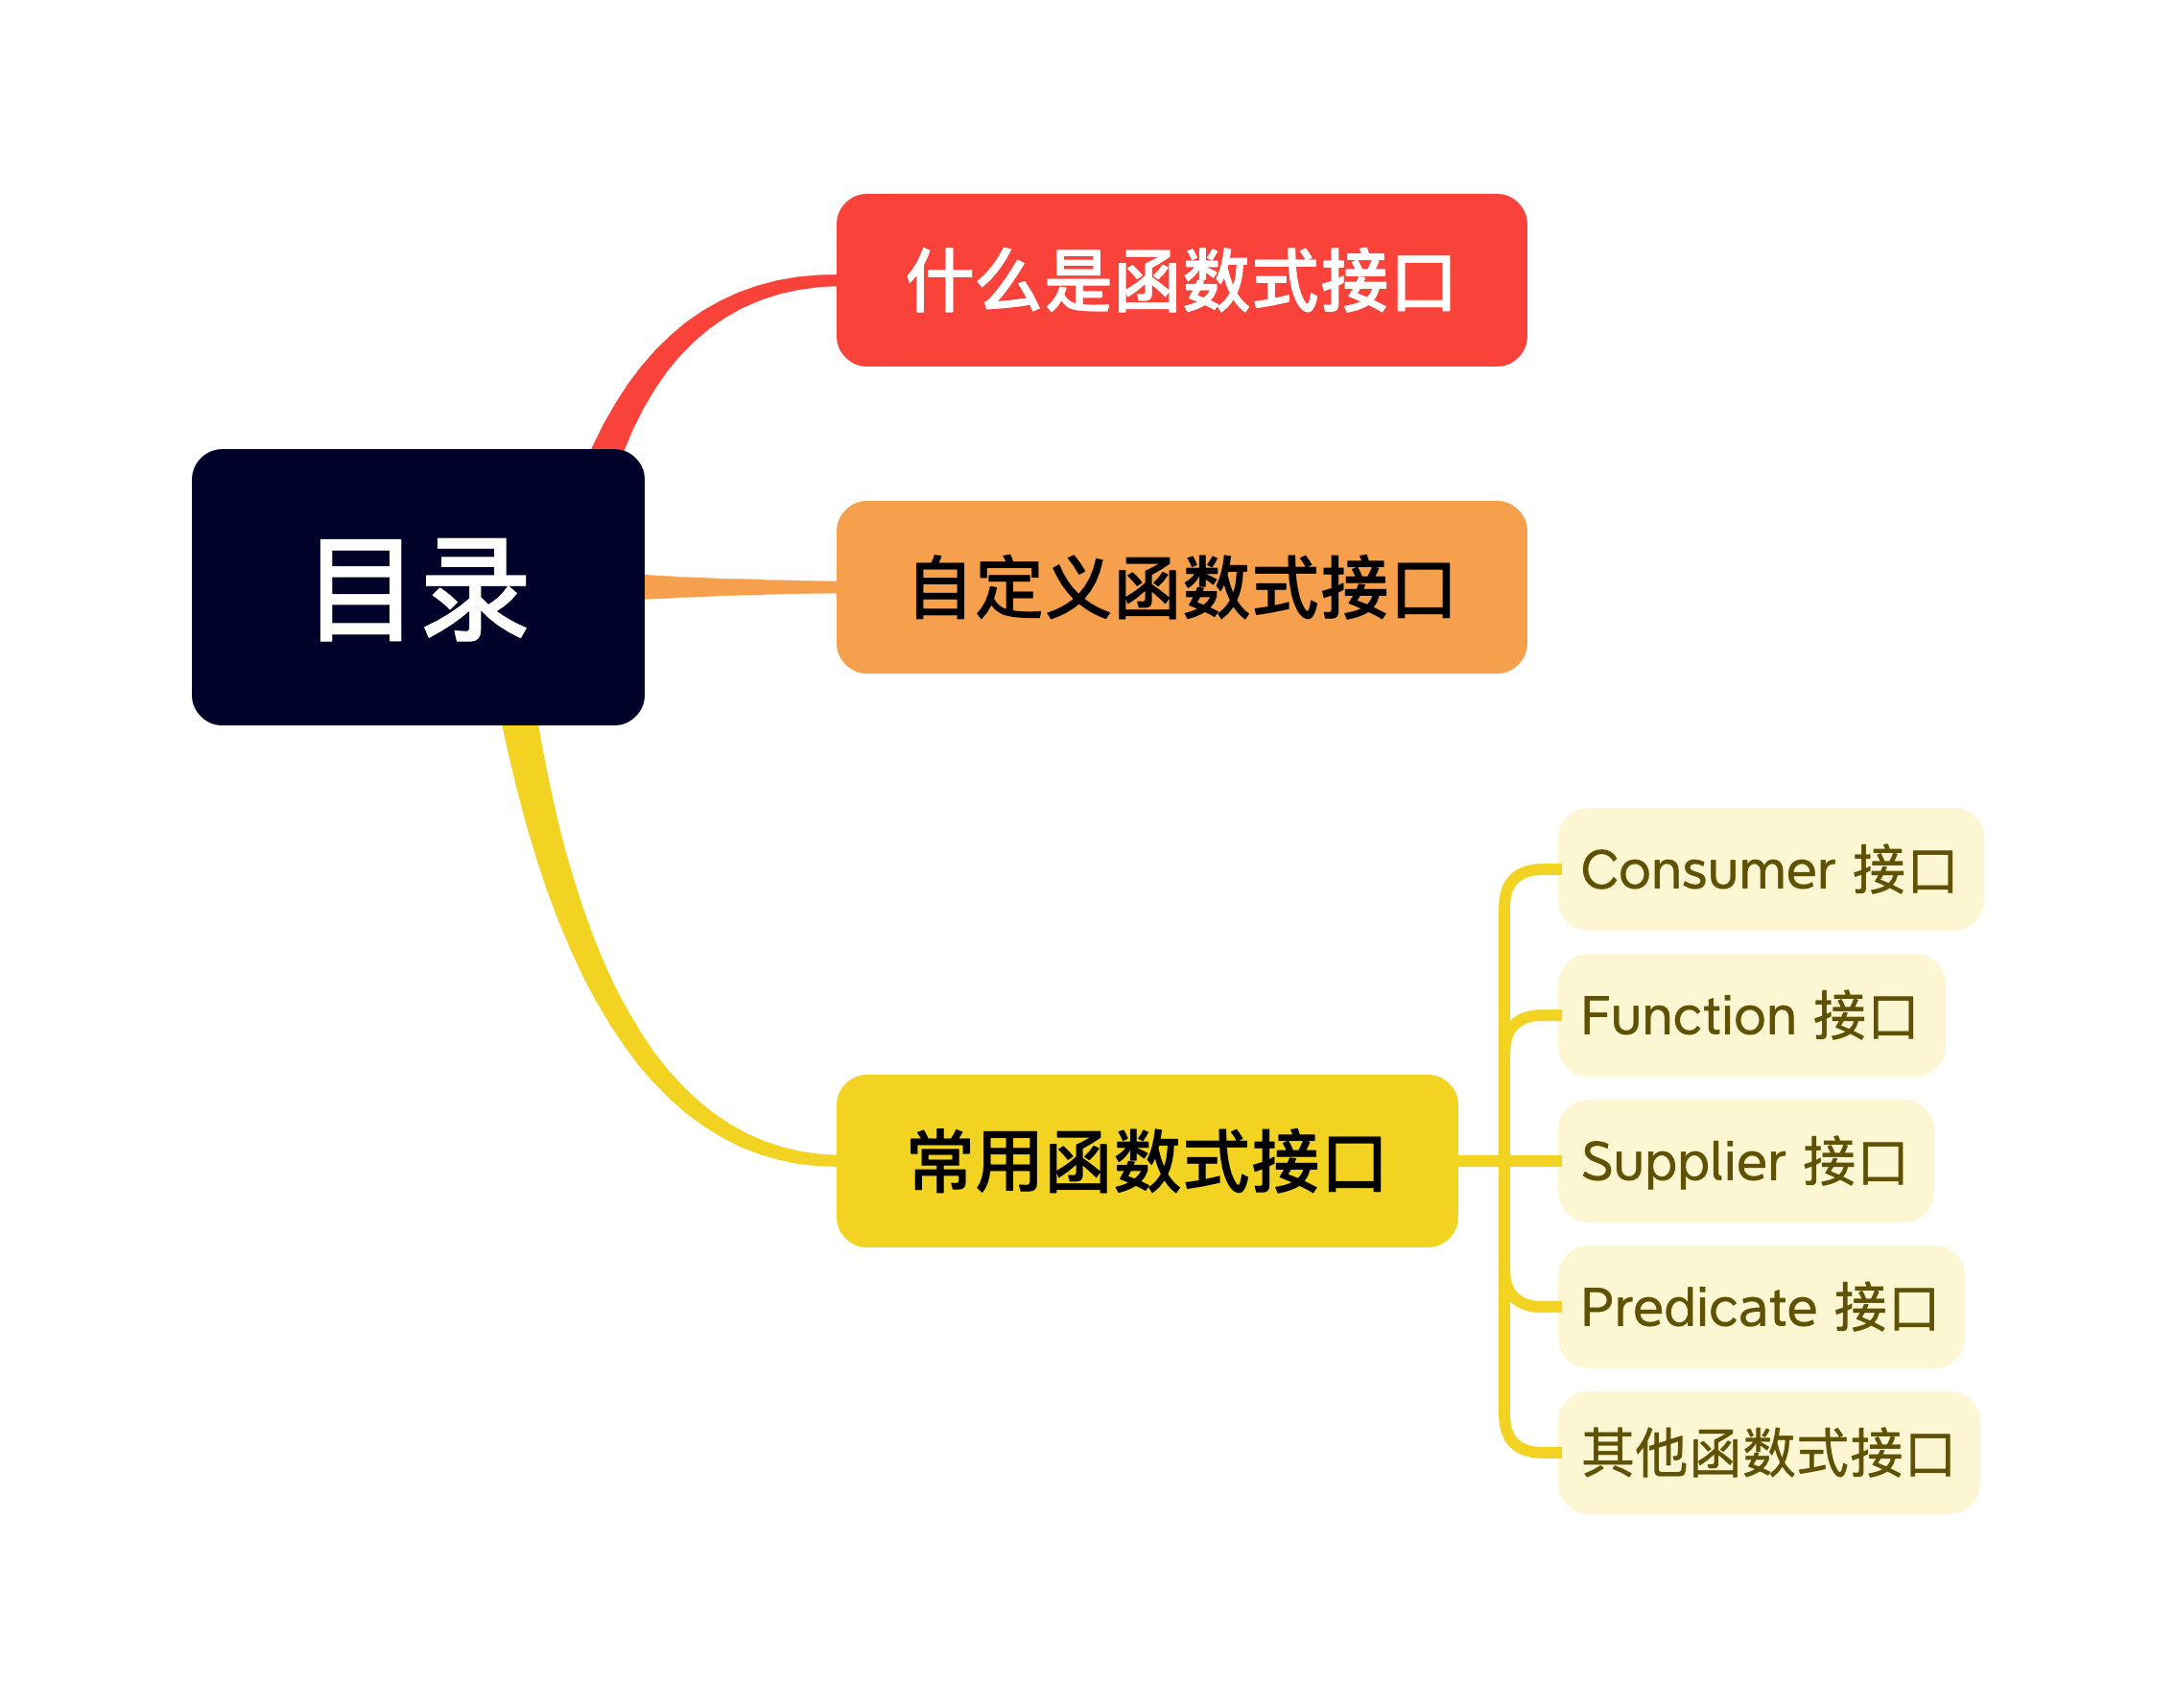 目录
什么是函数式接口
自定义函数式接口
常用函数式接口
Consumer 接口
Function 接口
Supplier 接口
Predicate 接口
其他函数式接口